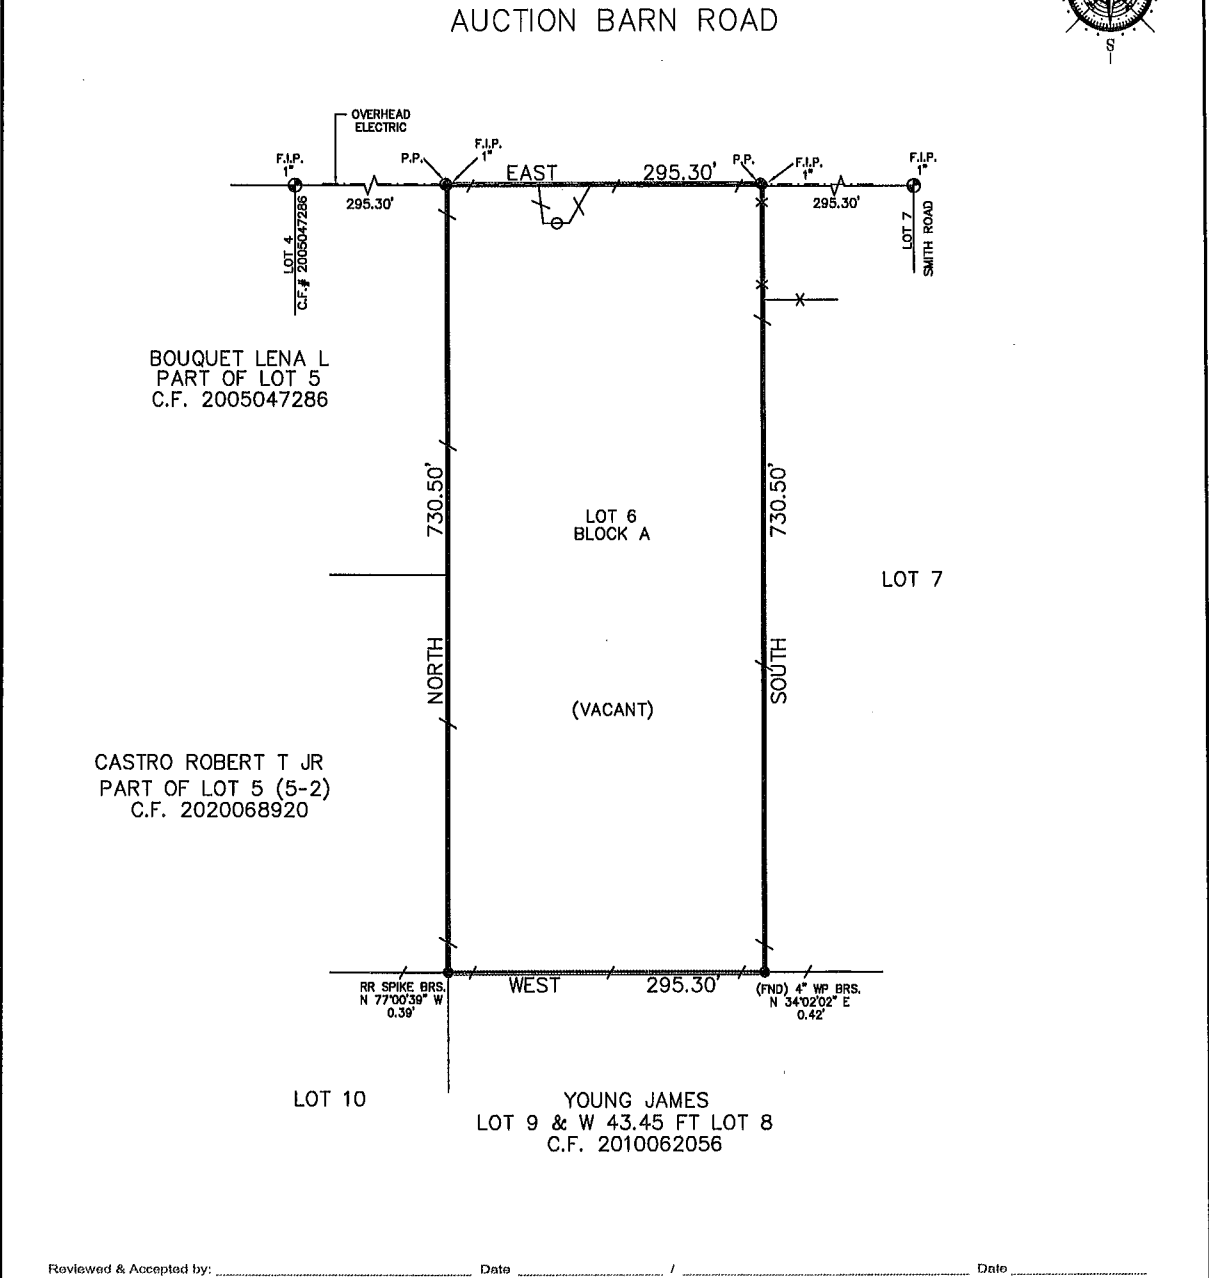 AUCTION BARN ROAD
S
OVERHEAD
ELECTRIC
F.I.P.
1"
P.P.
F.I.P.
1"
EAST
295.30'
P.P.
F.I.P.
1"
F.I.P.
1"
295.30'
295.30'
LOT 4
C.F.# 2005047286
LOT 7
SMITH ROAD
BOUQUET LENA L
PART OF LOT 5
C.F. 2005047286
730.50'
730.50'
LOT 6
BLOCK A
LOT 7
NORTH
SOUTH
(VACANT)
CASTRO ROBERT T JR
PART OF LOT 5 (5-2)
C.F. 2020068920
RR SPIKE BRS.
N 77°00'39" W
0.39'
WEST
295.30'
(FND) 4" WP BRS.
N 34°02'02" E
0.42'
LOT 10
YOUNG JAMES
LOT 9 & W 43.45 FT LOT 8
C.F. 2010062056
Reviewed & Accepted by: Date / Date